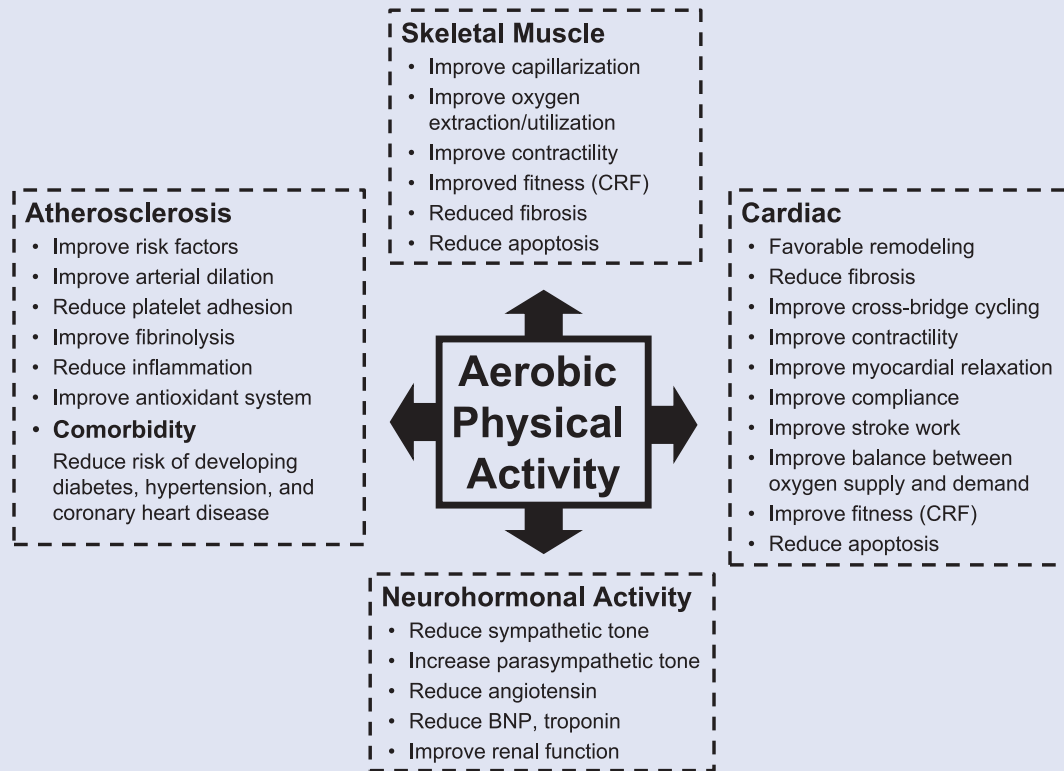 Skeletal Muscle
• Improve capillarization
• Improve oxygen
extraction/utilization
• Improve contractility
• Improved fitness (CRF)
• Reduced fibrosis
• Reduce apoptosis
Atherosclerosis
• Improve risk factors
• Improve arterial dilation
• Reduce platelet adhesion
• Improve fibrinolysis
• Reduce inflammation
• Improve antioxidant system
• Comorbidity
Reduce risk of developing
diabetes, hypertension, and
coronary heart disease
Aerobic
Physical
Activity
Cardiac
• Favorable remodeling
• Reduce fibrosis
• Improve cross-bridge cycling
• Improve contractility
• Improve myocardial relaxation
• Improve compliance
• Improve stroke work
• Improve balance between
oxygen supply and demand
• Improve fitness (CRF)
• Reduce apoptosis
Neurohormonal Activity
• Reduce sympathetic tone
• Increase parasympathetic tone
• Reduce angiotensin
• Reduce BNP, troponin
• Improve renal function